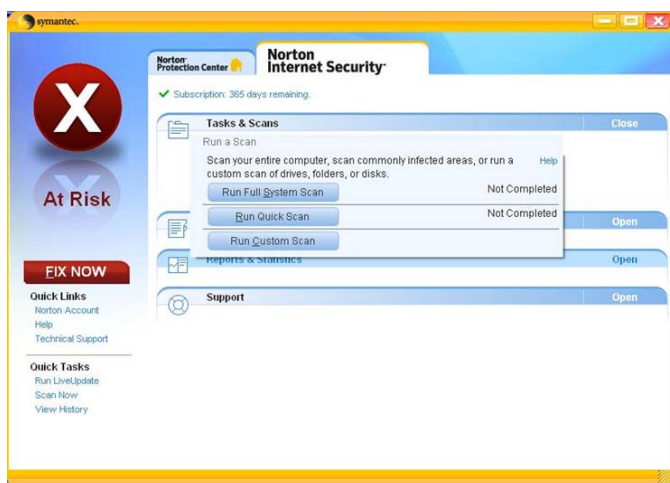 symantec.
Norton
Protection Center
Norton
Internet Security
Subscription: 365 days remaining.
X
At Risk
FIX NOW
Quick Links
Norton Account
Help
Technical Support
Quick Tasks
Run LiveUpdate
Scan Now
View History
Tasks & Scans Close
Run a Scan
Scan your entire computer, scan commonly infected areas, or run a Help
custom scan of drives, folders, or disks.
Run Full System Scan Not Completed
Run Quick Scan Not Completed
Run Custom Scan
Open
Reports & Statistics Open
Support Open